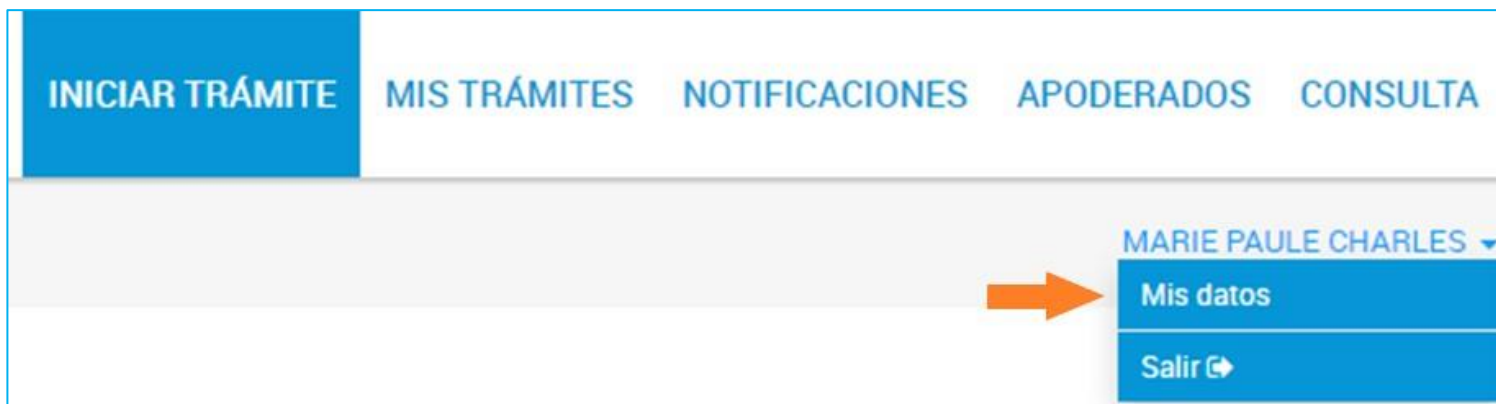 INICIAR TRÁMITE MIS TRÁMITES NOTIFICACIONES APODERADOS CONSULTA
MARIE PAULE CHARLES
Mis datos
Salir